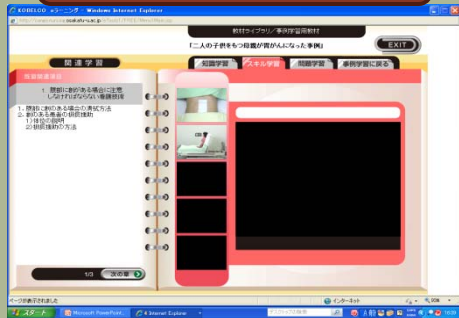 KODELCO eラーニング - Windows Internet Explorer
教材ライブラリ／事例学習用教材
「二人の子供をもつ母親が胃がんになった事例」
EXIT
関連学習
知識学習
スキル学習
問題学習
事例学習に戻る
1. 腹部に創がある場合に注意
しなければならない看護技術
1. 腹部に創のある場合の清拭方法
2. 創のある患者の排痰援助
1)体位の説明
2)排痰援助の方法
1/3
次の章
ページが表示されました
インターネット
スタート
Microsoft PowerPoint...
4 Internet Explorer